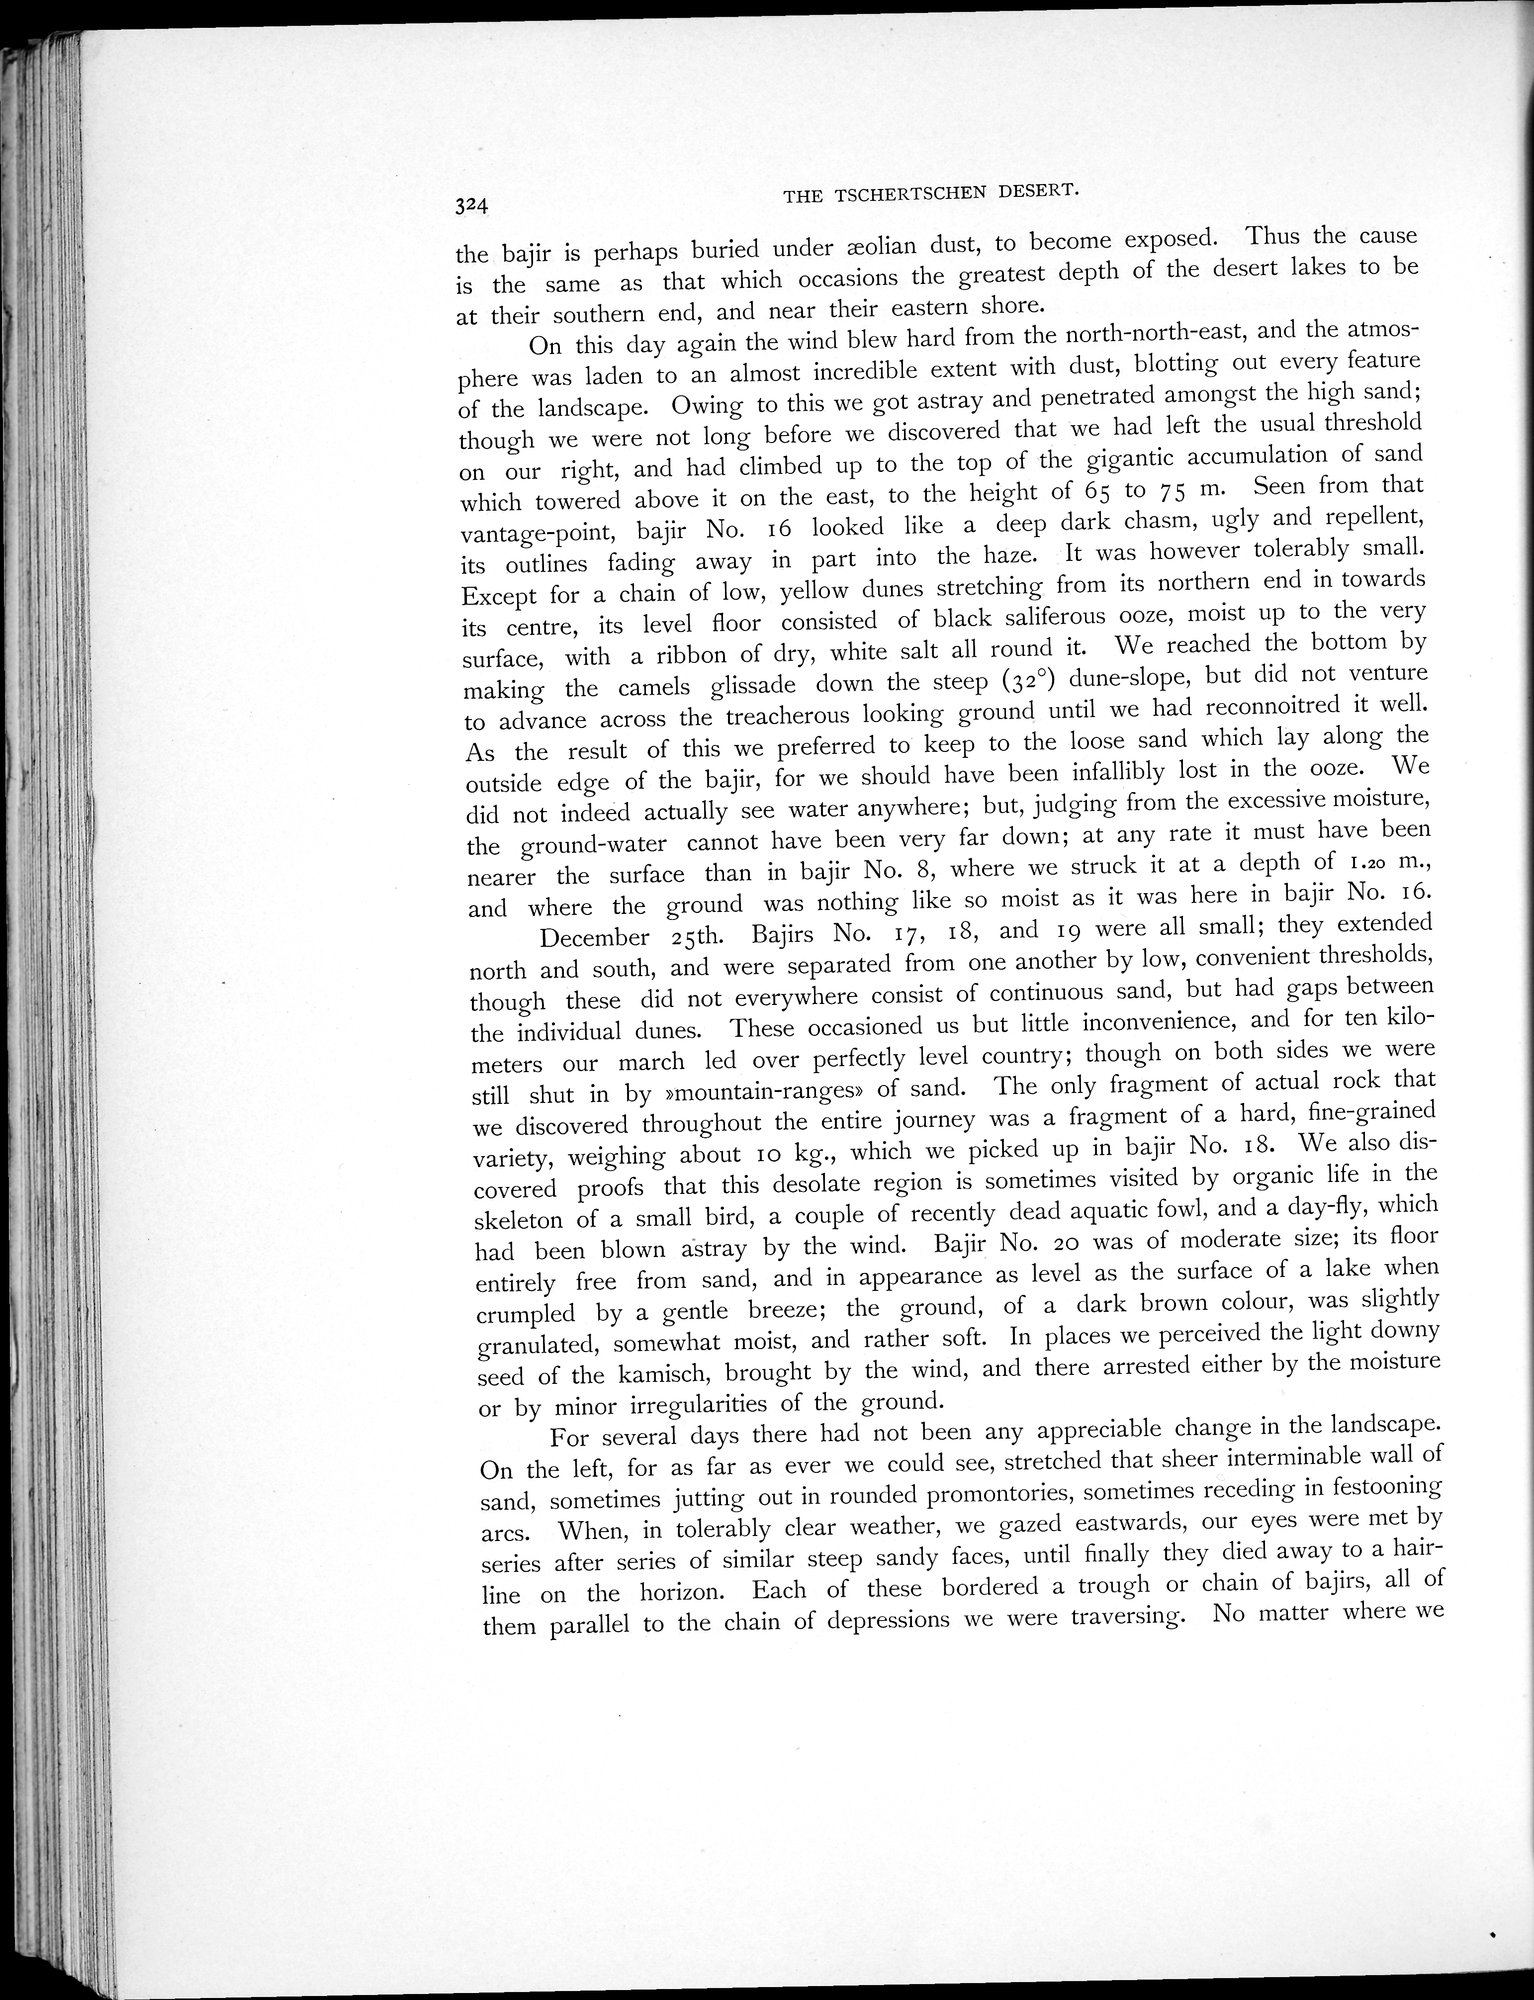 324
THE TSCHERTSCHEN DESERT.
the bajir is perhaps buried under æolian dust, to become exposed. Thus the cause
is the same as that which occasions the greatest depth of the desert lakes to be
at their southern end, and near their eastern shore.
On this day again the wind blew hard from the north-north-east, and the atmos-
phere was laden to an almost incredible extent with dust, blotting out every feature
of the landscape. Owing to this we got astray and penetrated amongst the high sand;
though we were not long before we discovered that we had left the usual threshold
on our right, and had climbed up to the top of the gigantic accumulation of sand
which towered above it on the east, to the height of 65 to 75 m. Seen from that
vantage-point, bajir No. 16 looked like a deep dark chasm, ugly and repellent,
its outlines fading away in part into the haze. It was however tolerably small.
Except for a chain of low, yellow dunes stretching from its northern end in towards
its centre, its level floor consisted of black saliferous ooze, moist up to the very
surface, with a ribbon of dry, white salt all round it. We reached the bottom by
making the camels glissade down the steep (32°) dune-slope, but did not venture
to advance across the treacherous looking ground until we had reconnoitred it well.
As the result of this we preferred to keep to the loose sand which lay along the
outside edge of the bajir, for we should have been infallibly lost in the ooze. We
did not indeed actually see water anywhere; but, judging from the excessive moisture,
the ground-water cannot have been very far down; at any rate it must have been
nearer the surface than in bajir No. 8, where we struck it at a depth of 1.20 m.,
and where the ground was nothing like so moist as it was here in bajir No. 16.
December 25th. Bajirs No. 17, 18, and 19 were all small; they extended
north and south, and were separated from one another by low, convenient thresholds,
though these did not everywhere consist of continuous sand, but had gaps between
the individual dunes. These occasioned us but little inconvenience, and for ten kilo-
meters our march led over perfectly level country; though on both sides we were
still shut in by »mountain-ranges» of sand. The only fragment of actual rock that
we discovered throughout the entire journey was a fragment of a hard, fine-grained
variety, weighing about 10 kg., which we picked up in bajir No. 18. We also dis-
covered proofs that this desolate region is sometimes visited by organic life in the
skeleton of a small bird, a couple of recently dead aquatic fowl, and a day-fly, which
had been blown astray by the wind. Bajir No. 20 was of moderate size; its floor
entirely free from sand, and in appearance as level as the surface of a lake when
crumpled by a gentle breeze; the ground, of a dark brown colour, was slightly
granulated, somewhat moist, and rather soft. In places we perceived the light downy
seed of the kamisch, brought by the wind, and there arrested either by the moisture
or by minor irregularities of the ground.
For several days there had not been any appreciable change in the landscape.
On the left, for as far as ever we could see, stretched that sheer interminable wall of
sand, sometimes jutting out in rounded promontories, sometimes receding in festooning
arcs. When, in tolerably clear weather, we gazed eastwards, our eyes were met by
series after series of similar steep sandy faces, until finally they died away to a hair-
line on the horizon. Each of these bordered a trough or chain of bajirs, all of
them parallel to the chain of depressions we were traversing. No matter where we